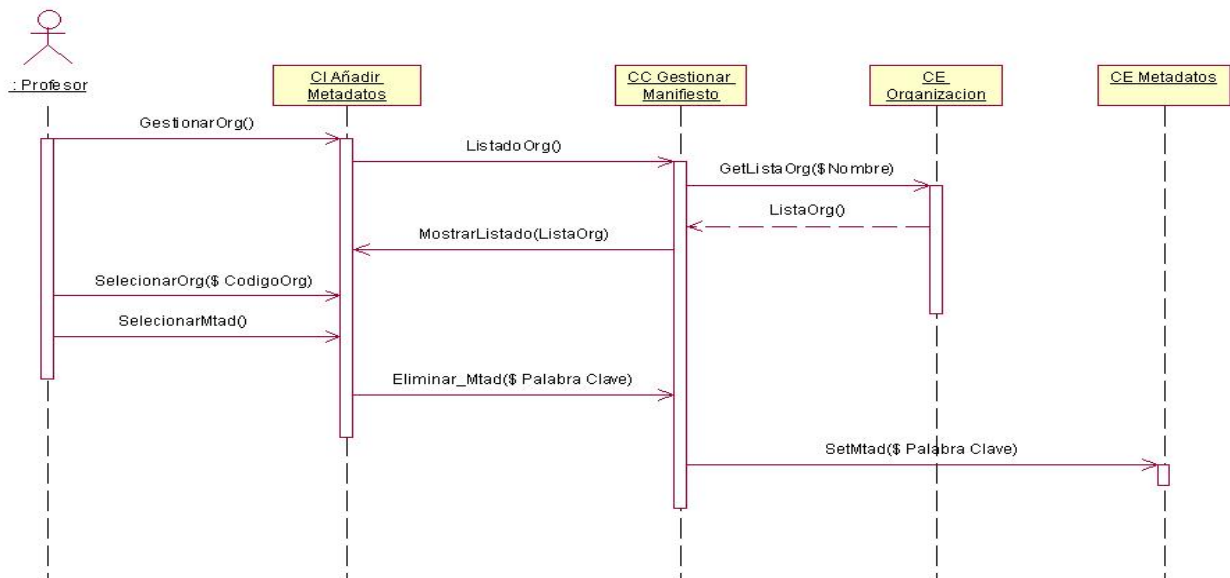 : Profesor
CI Añadir
Metadatos
CC Gestionar
Manifiesto
CE
Organizacion
CE Metadatos
GestionarOrg()
ListadoOrg()
GetListaOrg($Nombre)
ListaOrg()
MostrarListado(ListaOrg)
SelecionarOrg($ CodigoOrg)
SelecionarMtad()
Eliminar_Mtad($ Palabra Clave)
SetMtad($ Palabra Clave)